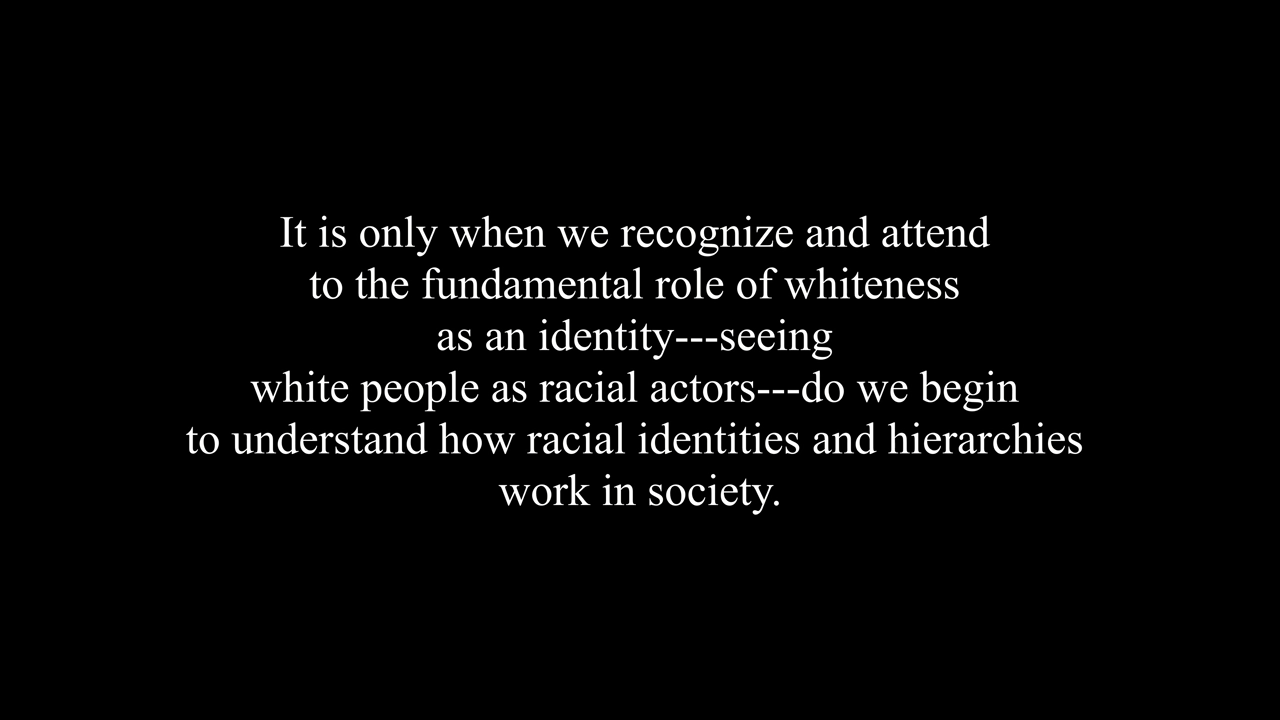 It is only when we recognize and attend
to the fundamental role of whiteness
as an identity---seeing
white people as racial actors---do we begin
to understand how racial identities and hierarchies
work in society.